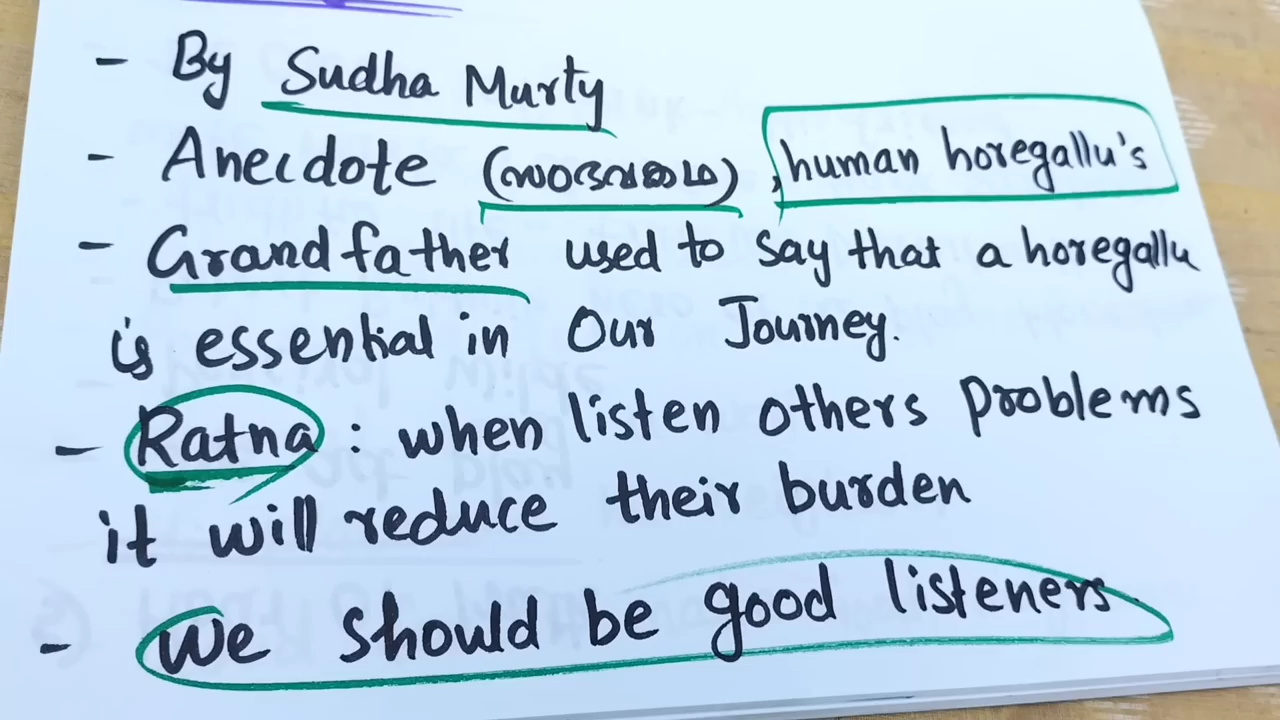 - By Sudha Murty
- Anecdote (സാരോപദേശ), human horegallu's
- Grandfather used to say that a horegallu
is essential in Our Journey.
- Ratna : when listen others problems
it will reduce their burden
- We should be good listeners